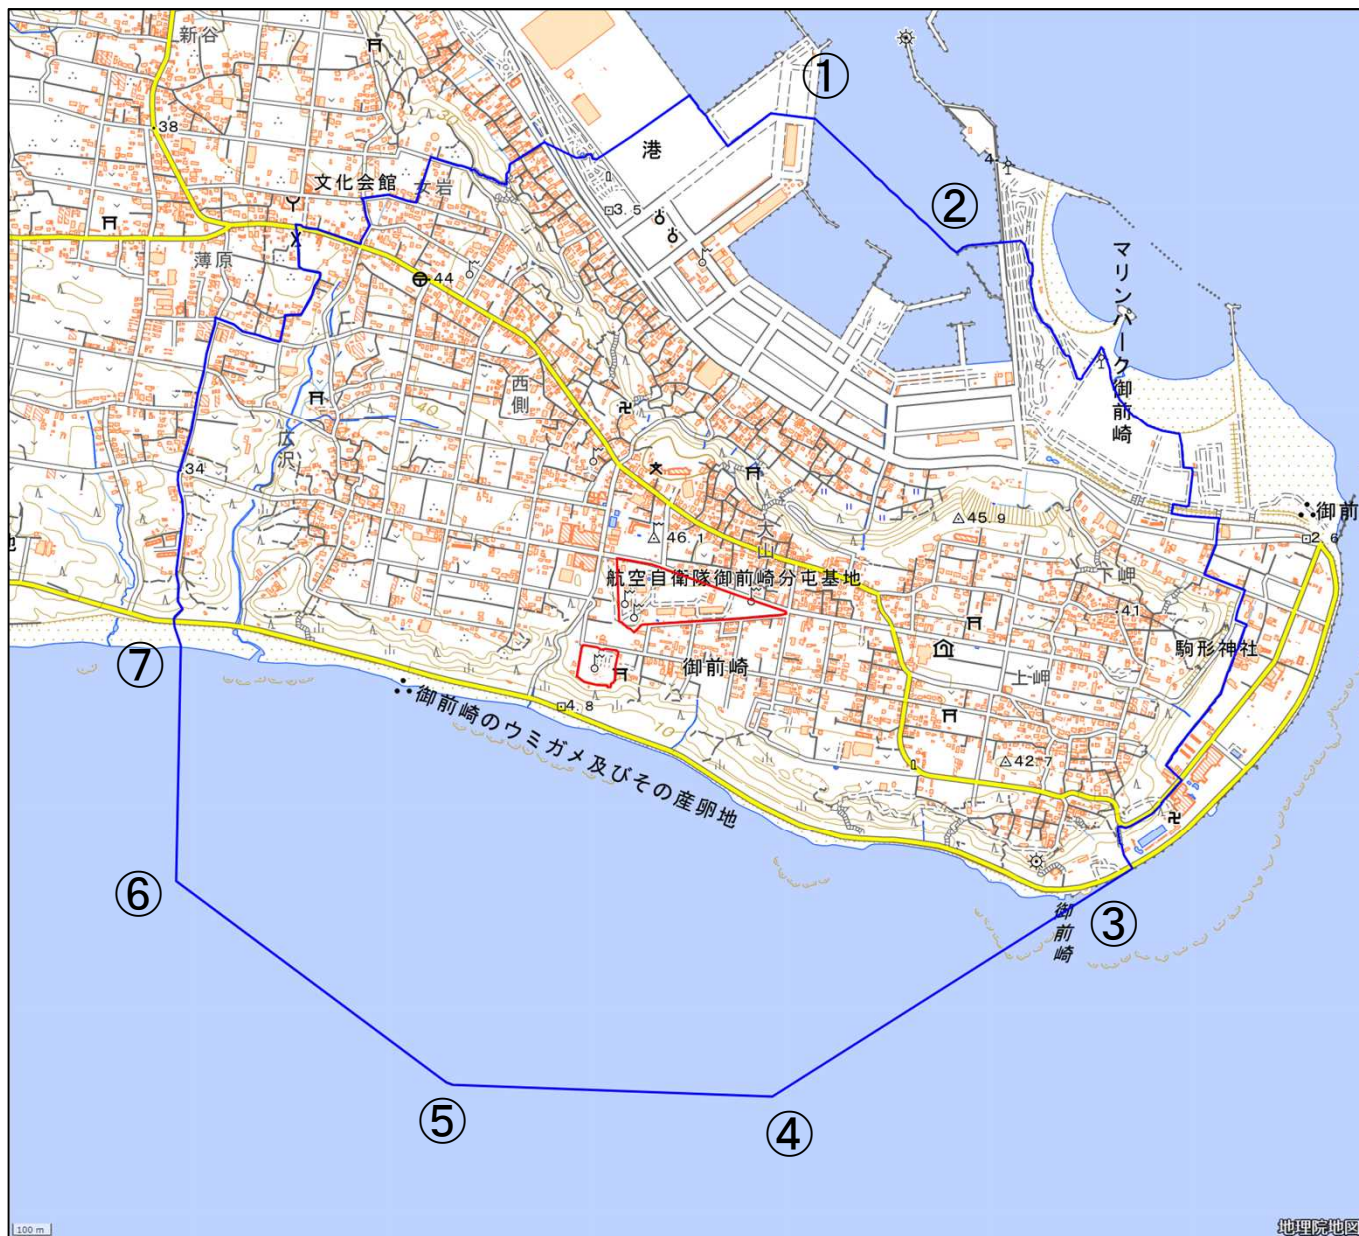 新谷
30
①
38
港
4.8
文化会館
女岩
3.5
②
マリンパーク御前崎
薄原
44
西側
40
広沢
34
45.9
御前
46.1
大山
2.6
航空自衛隊御前崎分屯基地
下岬
41
駒形神社
⑦
御前崎
上岬
4.8
御前崎のウミガメ及びその産卵地
10
42.7
⑥
③
御前崎
⑤
④
100 m
地理院地図